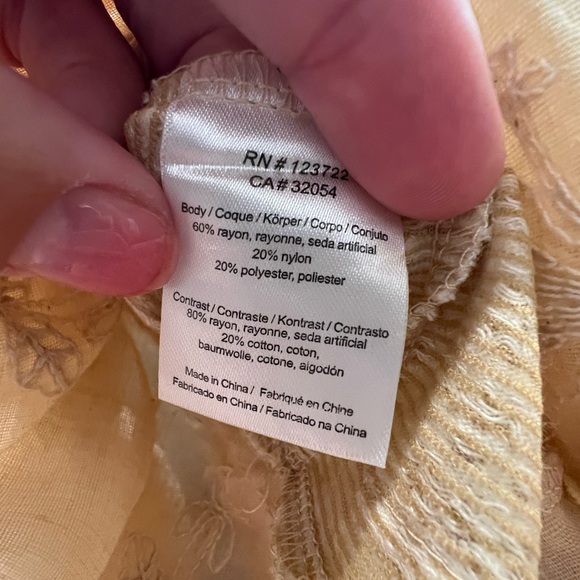 RN # 123722
CA # 32054
Body / Coque / Körper / Corpo / Conjuto
60% rayon, rayonne, seda artificial
20% nylon
20% polyester, poliester
Contrast / Contraste / Kontrast / Contrasto
80% rayon, rayonne, seda artificial
20% cotton, coton,
baumwolle, cotone, algodón
Made in China / Fabriqué en Chine
Fabricado en China / Fabricado na China